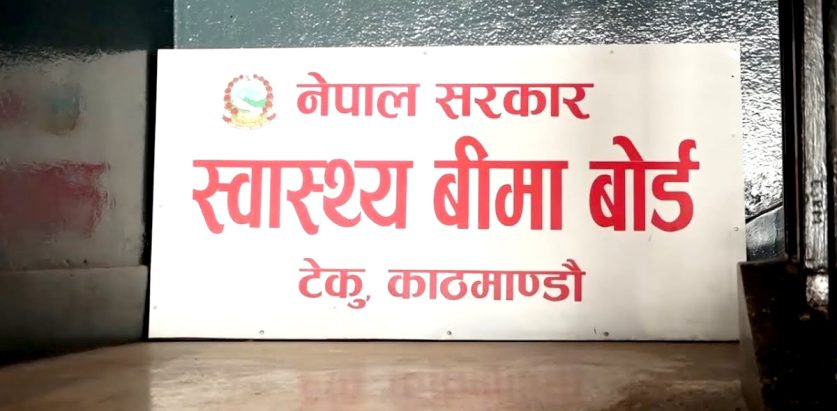 नेपाल सरकार
स्वास्थ्य बीमा बोर्ड
टेकु, काठमाण्डौ